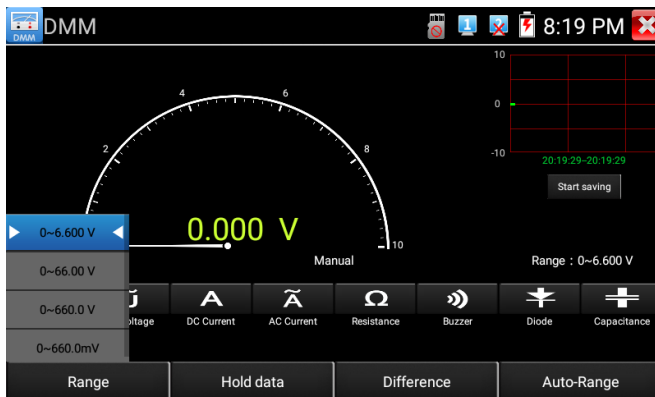 DMM
DMM
1
2
8:19 PM
10
0
-10
20:19:29–20:19:29
Start saving
2
4
6
8
10
0.000 V
Manual
Range：0~6.600 V
0~6.600 V
0~66.00 V
0~660.0 V
0~660.0mV
DC Current
AC Current
Resistance
Buzzer
Diode
Capacitance
Range
Hold data
Difference
Auto-Range